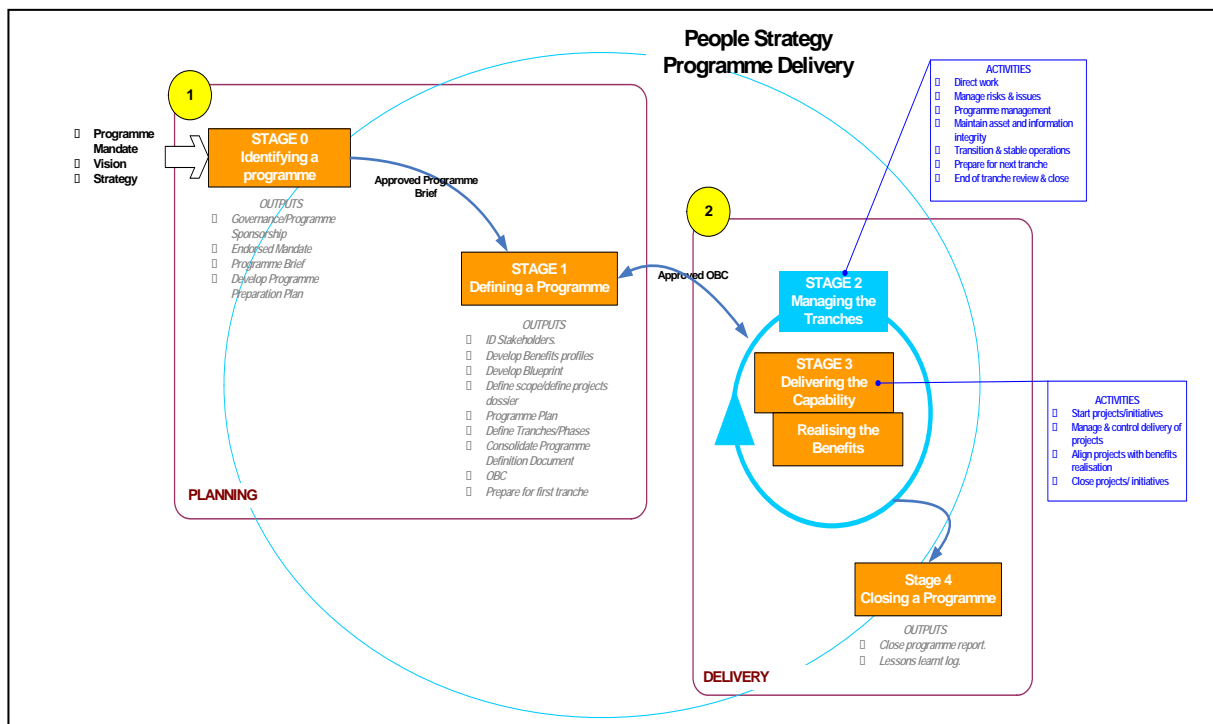 People Strategy
Programme Delivery
1
Programme
Mandate
Vision
Strategy
STAGE 0
Identifying a
programme
OUTPUTS
Governance/Programme
Sponsorship
Endorsed Mandate
Programme Brief
Develop Programme
Preparation Plan
Approved Programme
Brief
STAGE 1
Defining a Programme
OUTPUTS
ID Stakeholders.
Develop Benefits profiles
Develop Blueprint
Define scope/define projects
dossier
Programme Plan
Define Tranches/Phases
Consolidate Programme
Definition Document
OBC
Prepare for first tranche
PLANNING
Approved OBC
2
ACTIVITIES
Direct work
Manage risks & issues
Programme management
Maintain asset and information
integrity
Transition & stable operations
Prepare for next tranche
End of tranche review & close
STAGE 2
Managing the
Tranches
STAGE 3
Delivering the
Capability
Realising the
Benefits
ACTIVITIES
Start projects/initiatives
Manage & control delivery of
projects
Align projects with benefits
realisation
Close projects/ initiatives
Stage 4
Closing a Programme
OUTPUTS
Close programme report.
Lessons learnt log.
DELIVERY